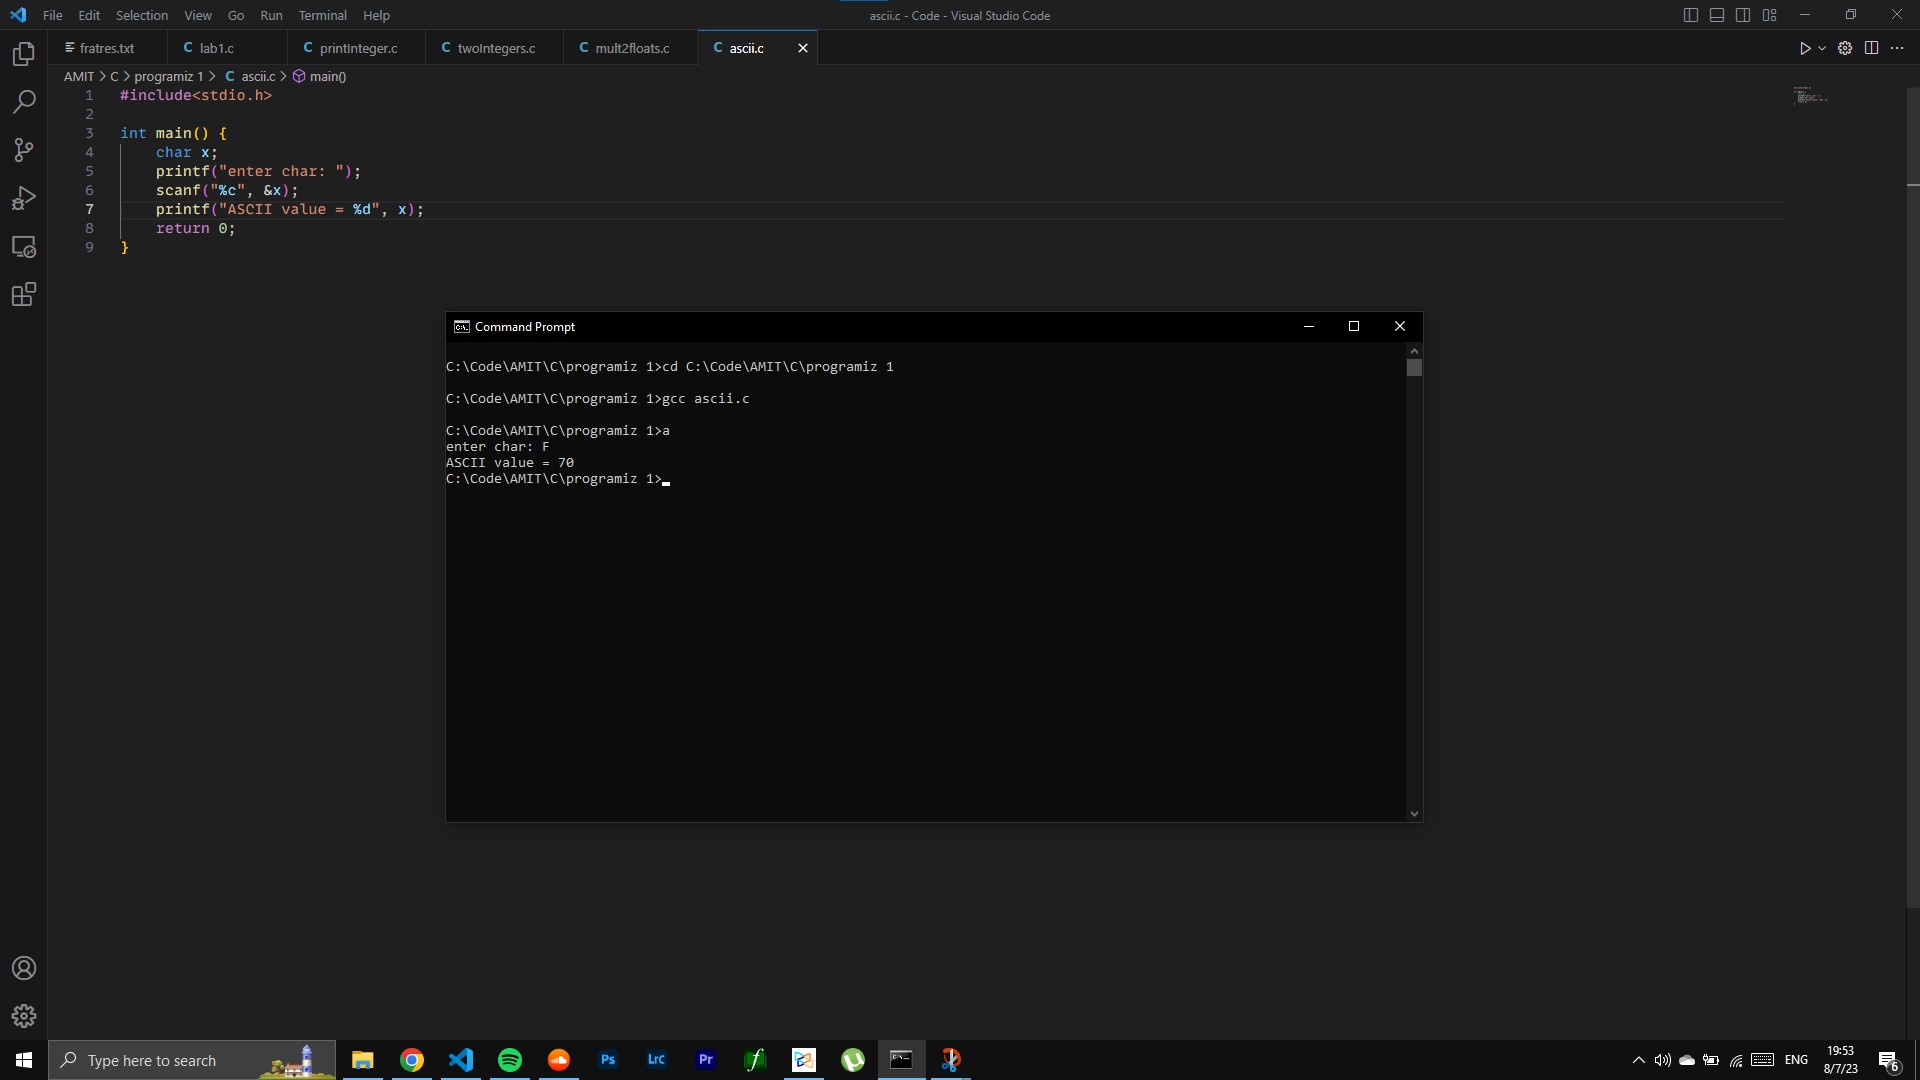 File Edit Selection View Go Run Terminal Help
ascii.c - Code - Visual Studio Code
fratres.txt
C lab1.c
C printInteger.c
C twoIntegers.c
C mult2floats.c
C ascii.c
AMIT > C > programiz 1 > C ascii.c > main()
1 #include<stdio.h>
2
3 int main() {
4 char x;
5 printf("enter char: ");
6 scanf("%c", &x);
7 printf("ASCII value = %d", x);
8 return 0;
9 }
Command Prompt
C:\Code\AMIT\C\programiz 1>cd C:\Code\AMIT\C\programiz 1
C:\Code\AMIT\C\programiz 1>gcc ascii.c
C:\Code\AMIT\C\programiz 1>a
enter char: F
ASCII value = 70
C:\Code\AMIT\C\programiz 1>
Type here to search
Ps
LrC
Pr
ENG
19:53
8/7/23
6